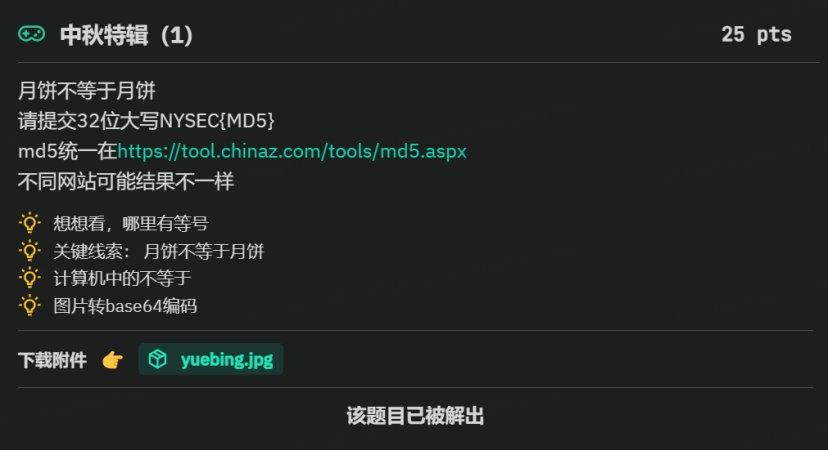 中秋特辑（1）
25 pts
月饼不等于月饼
请提交32位大写NYSEC{MD5}
md5统一在https://tool.chinaz.com/tools/md5.aspx
不同网站可能结果不一样
想想看，哪里有等号
关键线索： 月饼不等于月饼
计算机中的不等于
图片转base64编码
下载附件 👉 yuebing.jpg
该题目已被解出